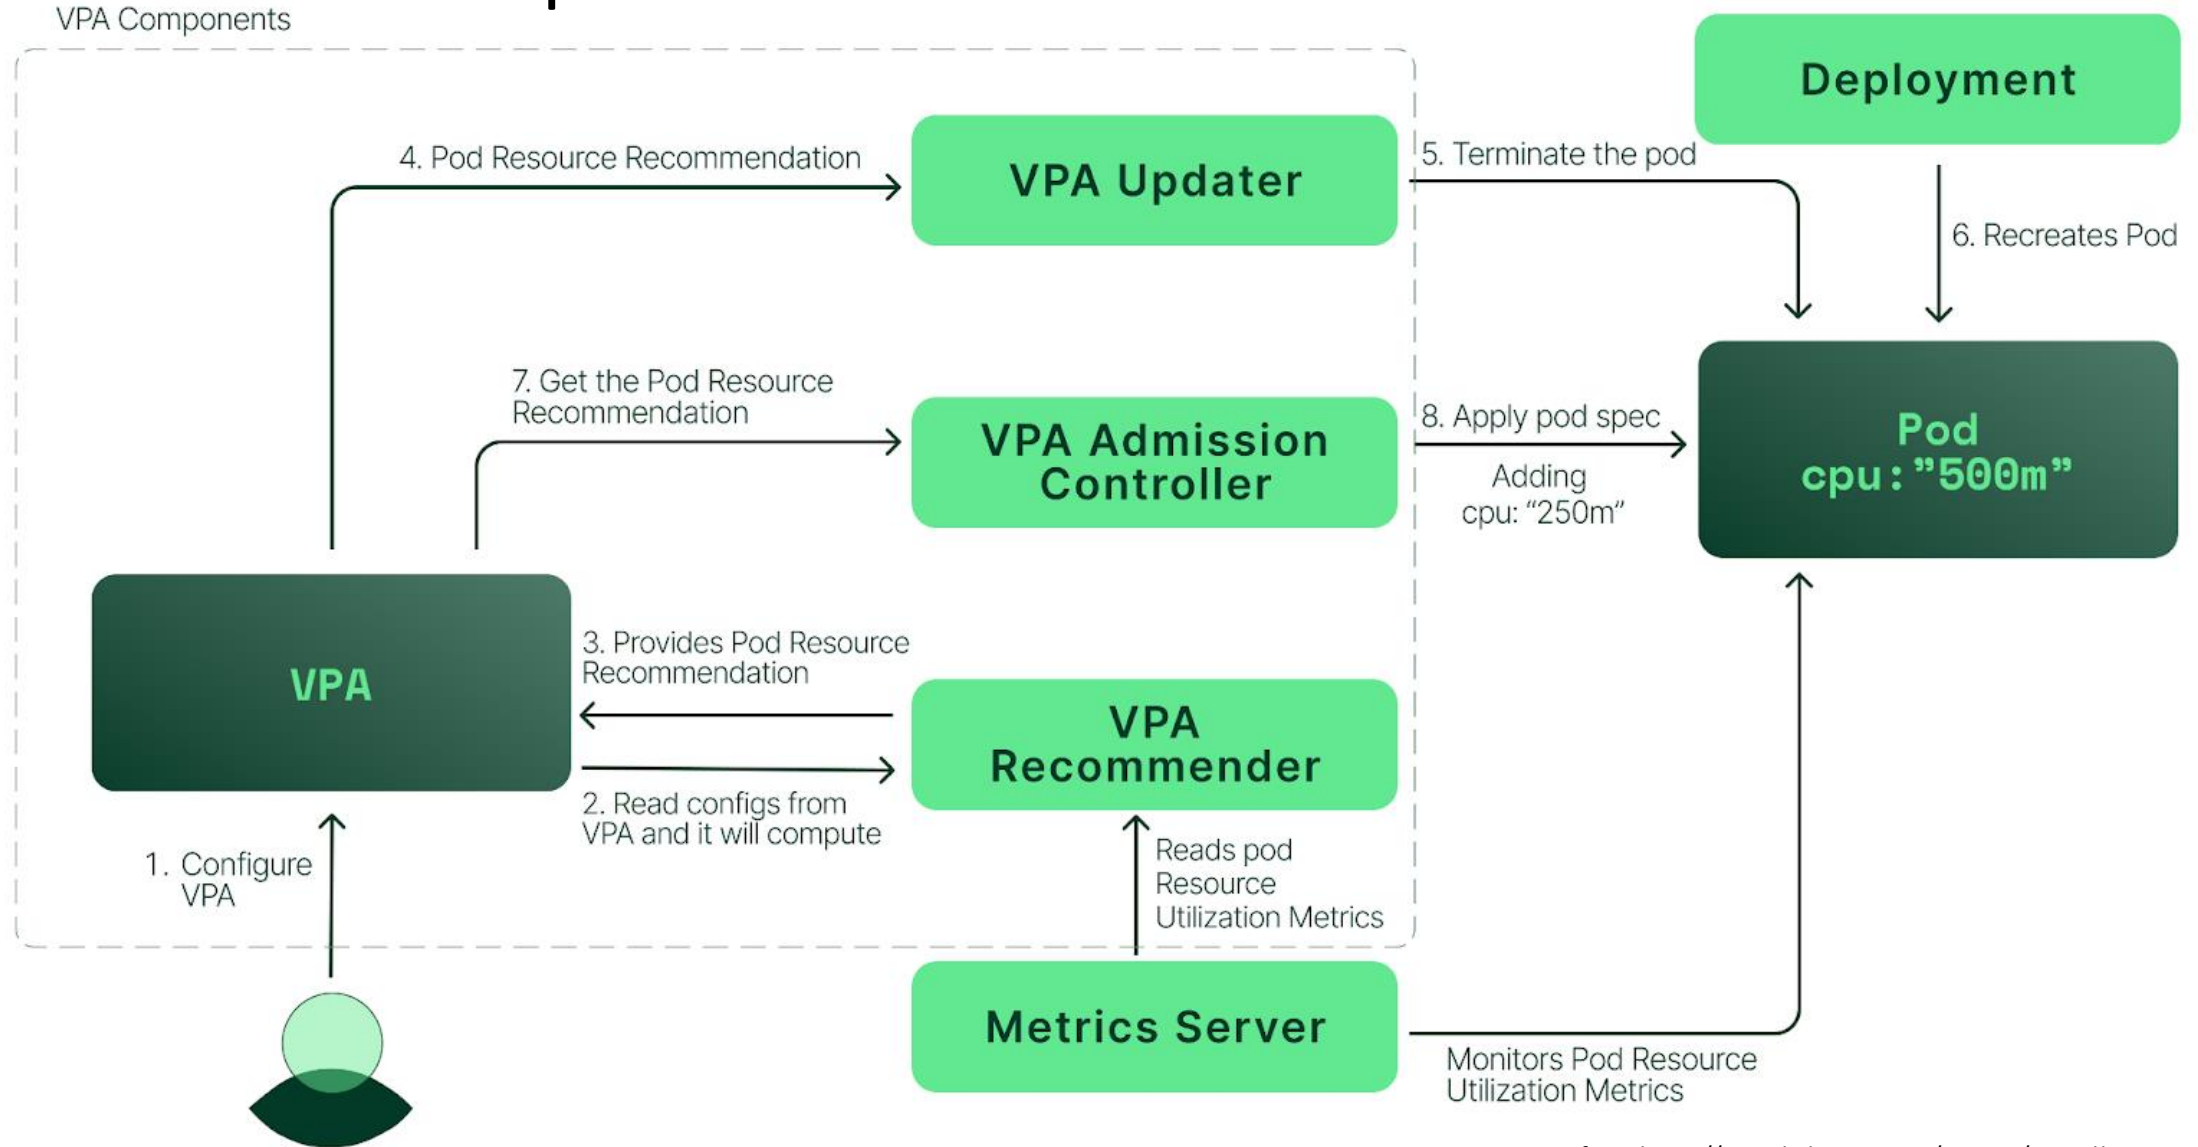 VPA Components
Deployment
4. Pod Resource Recommendation
VPA Updater
5. Terminate the pod
6. Recreates Pod
7. Get the Pod Resource
Recommendation
VPA Admission
Controller
8. Apply pod spec
Adding
cpu: “250m”
Pod
cpu:”500m”
VPA
3. Provides Pod Resource
Recommendation
VPA
Recommender
2. Read configs from
VPA and it will compute
1. Configure
VPA
Reads pod
Resource
Utilization Metrics
Metrics Server
Monitors Pod Resource
Utilization Metrics